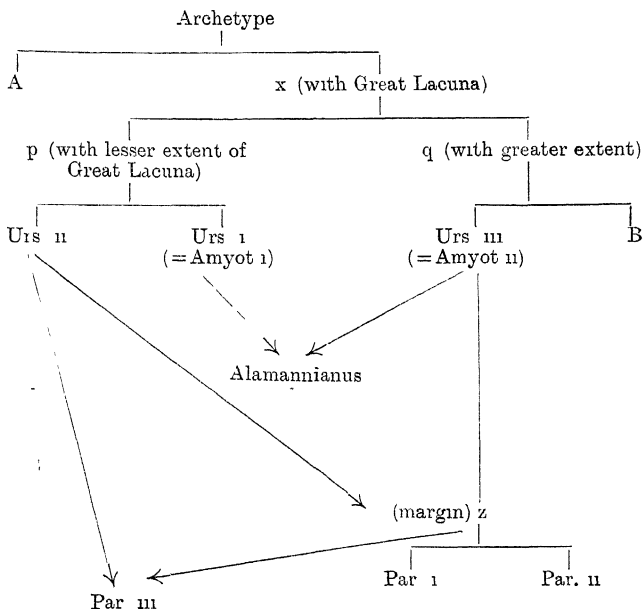 Archetype
A
x (with Great Lacuna)
p (with lesser extent of
Great Lacuna)
q (with greater extent)
Urs ii
Urs i
(=Amyot i)
Urs iii
(=Amyot ii)
B
Alamannianus
(margin) z
Par i
Par. ii
Par iii